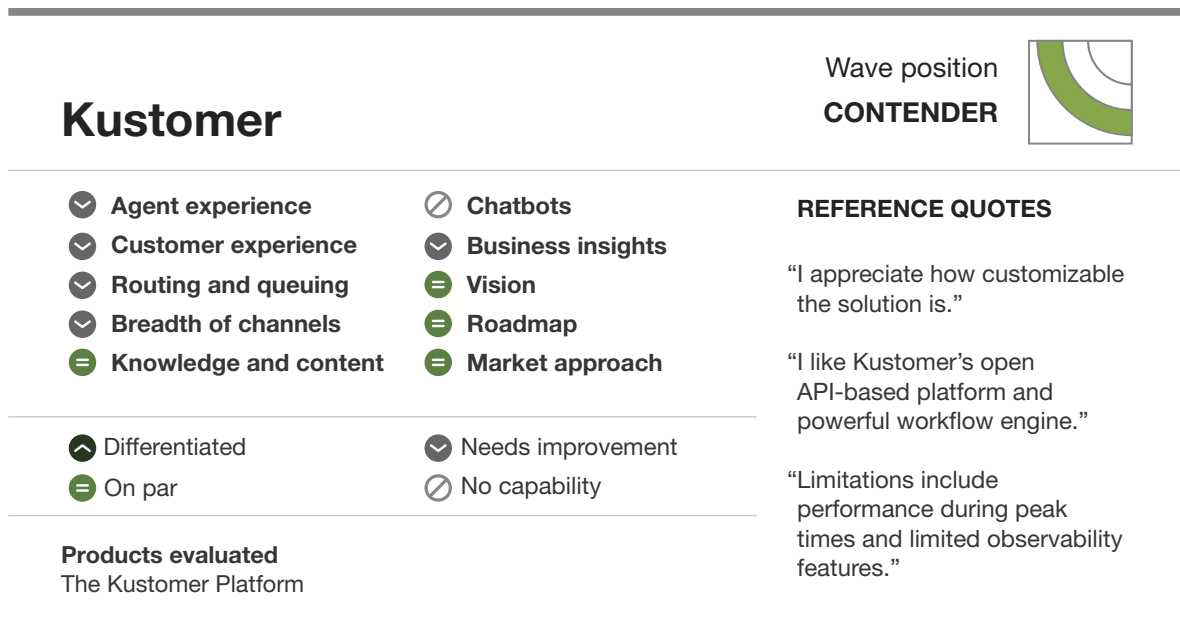 Wave position
CONTENDER
Kustomer
Agent experience
Customer experience
Routing and queuing
Breadth of channels
Knowledge and content
Chatbots
Business insights
Vision
Roadmap
Market approach
Differentiated
On par
Needs improvement
No capability
Products evaluated
The Kustomer Platform
REFERENCE QUOTES
“I appreciate how customizable
the solution is.”
“I like Kustomer’s open
API-based platform and
powerful workflow engine.”
“Limitations include
performance during peak
times and limited observability
features.”